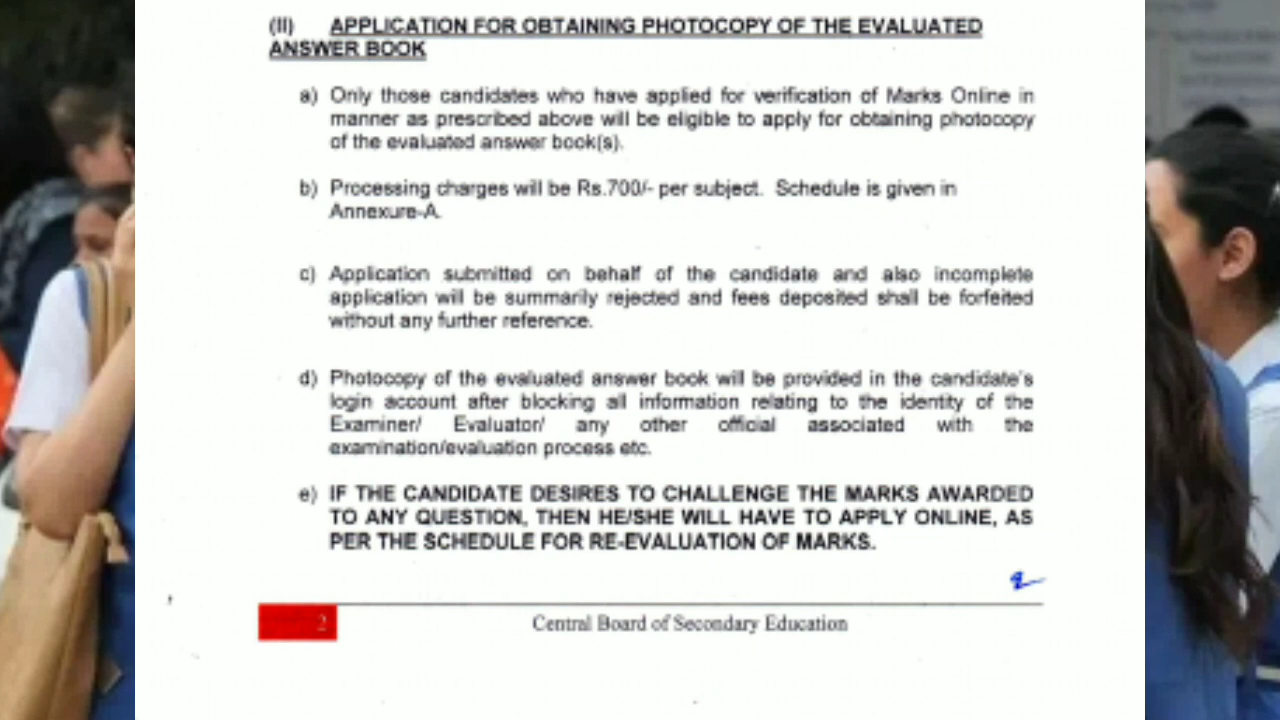 (II) APPLICATION FOR OBTAINING PHOTOCOPY OF THE EVALUATED
ANSWER BOOK
a) Only those candidates who have applied for verification of Marks Online in
manner as prescribed above will be eligible to apply for obtaining photocopy
of the evaluated answer book(s).
b) Processing charges will be Rs.700/- per subject. Schedule is given in
Annexure-A.
c) Application submitted on behalf of the candidate and also incomplete
application will be summarily rejected and fees deposited shall be forfeited
without any further reference.
d) Photocopy of the evaluated answer book will be provided in the candidate's
login account after blocking all information relating to the identity of the
Examiner/ Evaluator/ any other official associated with the
examination/evaluation process etc.
e) IF THE CANDIDATE DESIRES TO CHALLENGE THE MARKS AWARDED
TO ANY QUESTION, THEN HE/SHE WILL HAVE TO APPLY ONLINE, AS
PER THE SCHEDULE FOR RE-EVALUATION OF MARKS.
2 Central Board of Secondary Education